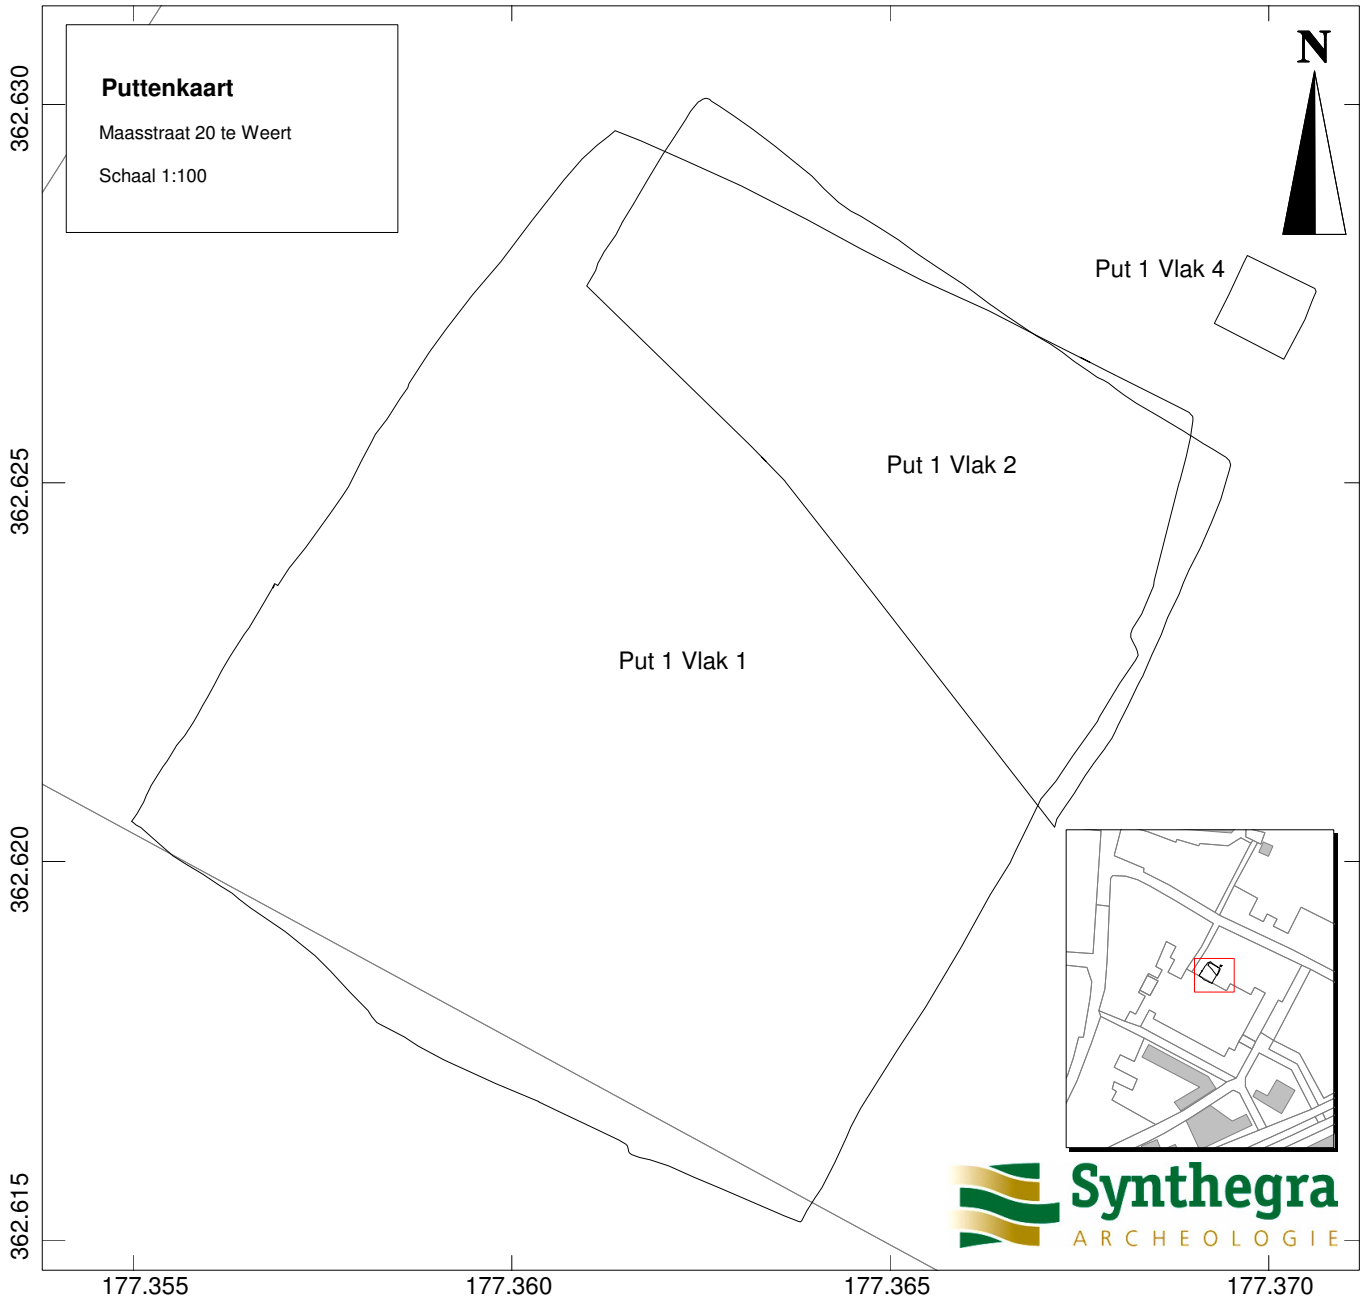 Puttenkaart
Maasstraat 20 te Weert
Schaal 1:100
N
362.630
362.625
362.620
362.615
Put 1 Vlak 4
Put 1 Vlak 2
Put 1 Vlak 1
Synthegra
ARCHEOLOGIE
177.355
177.360
177.365
177.370